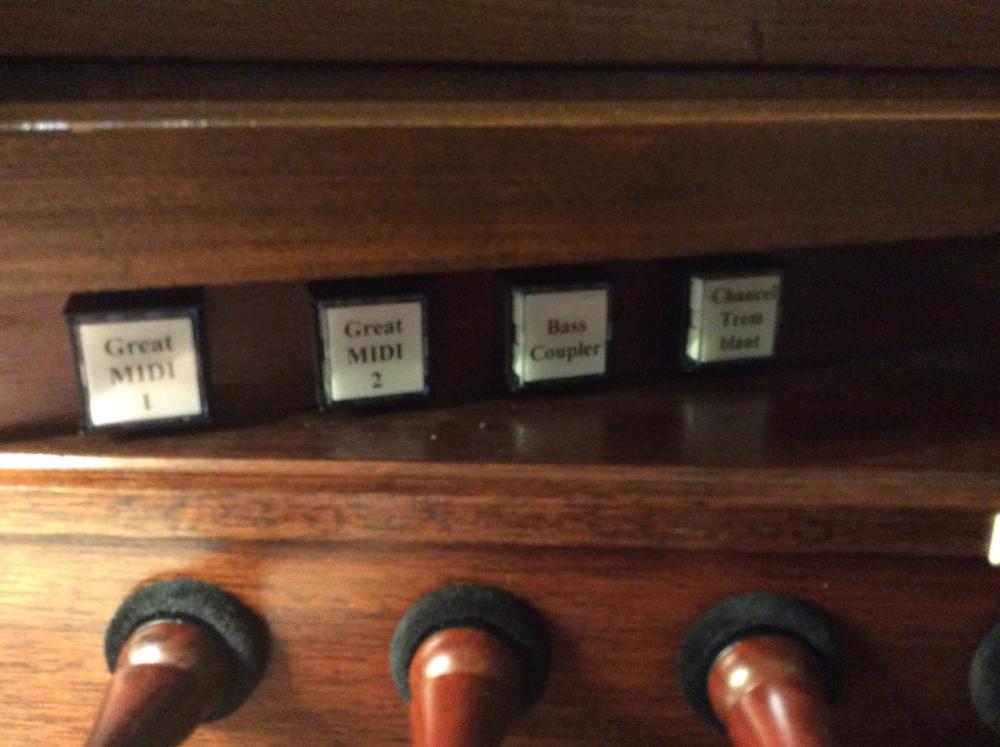 Great
MIDI
1
Great
MIDI
2
Bass
Coupler
Chancel
Trem
blant